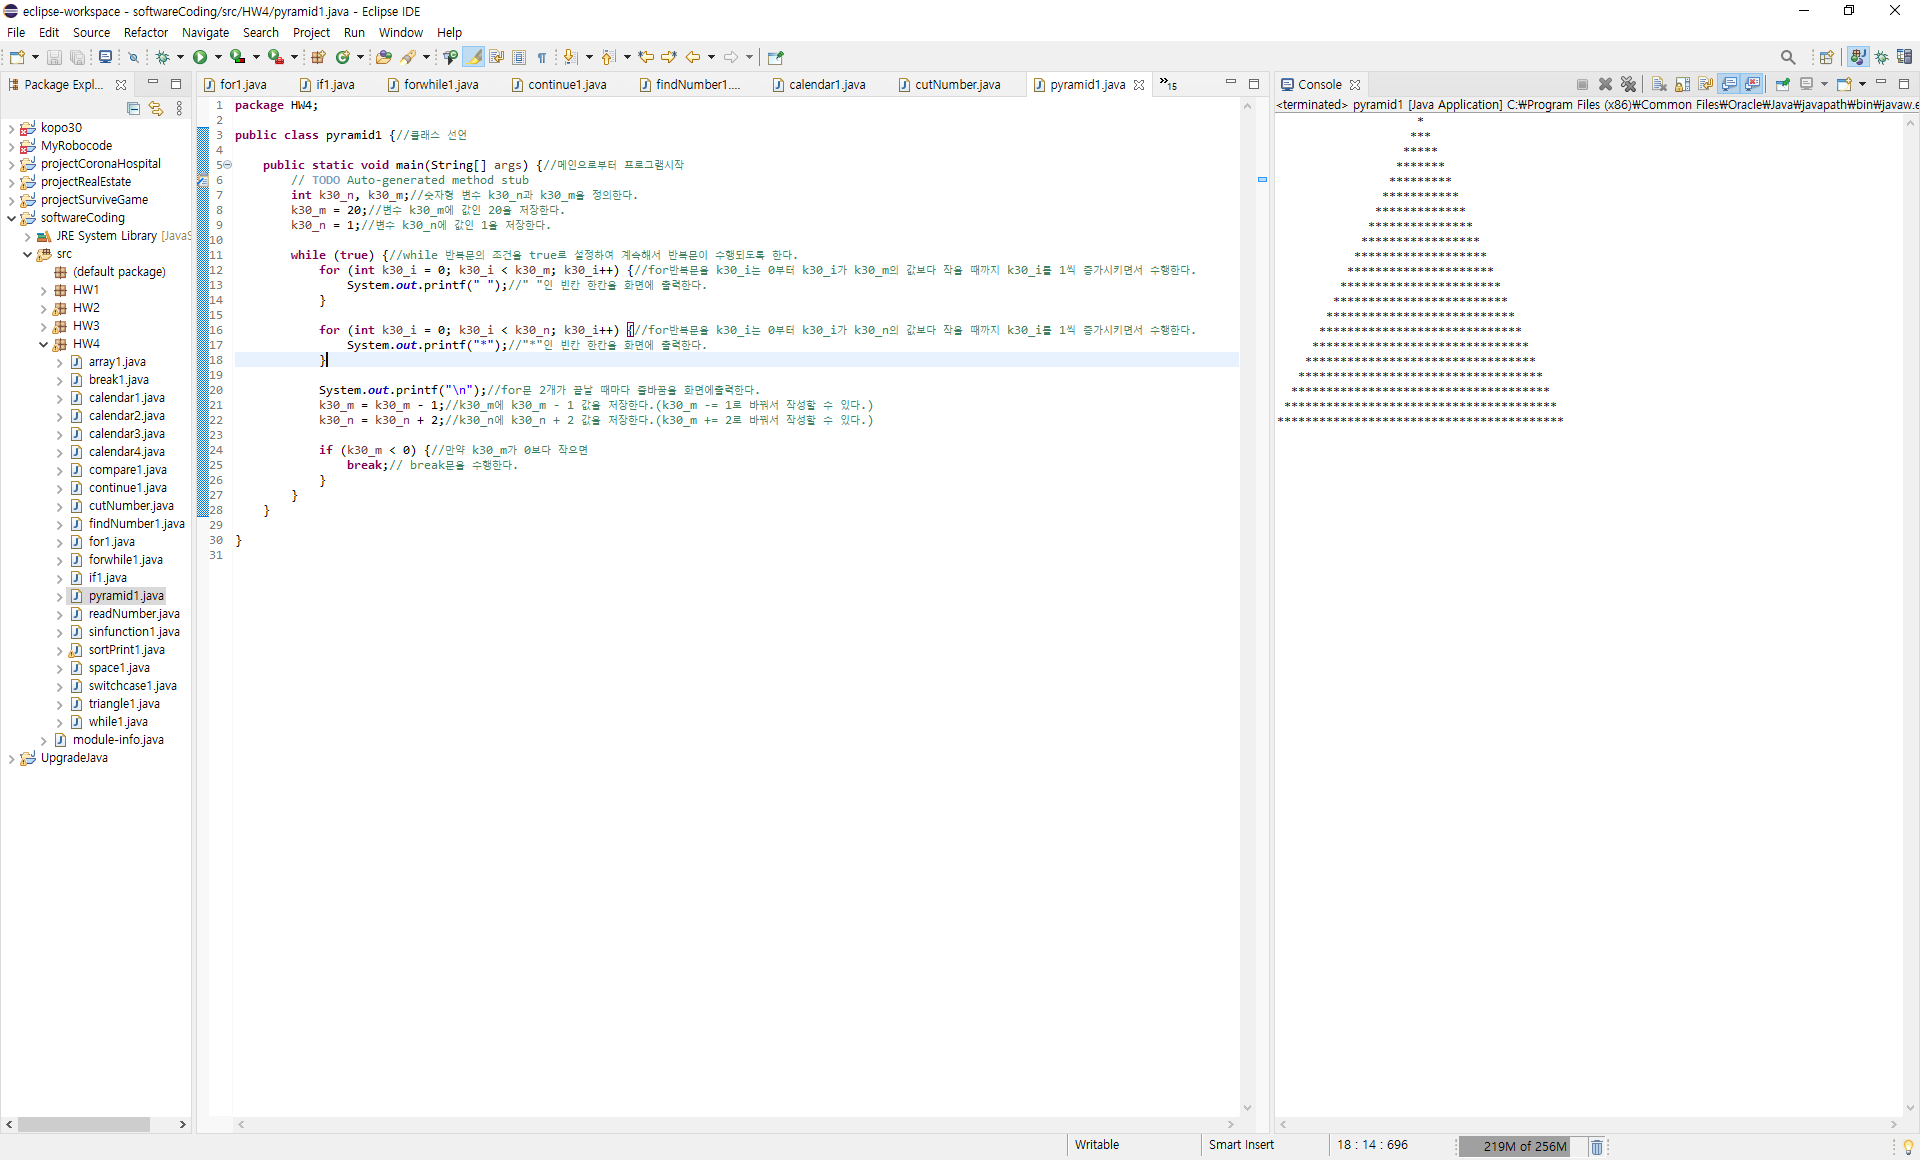 eclipse-workspace - softwareCoding/src/HW4/pyramid1.java - Eclipse IDE
File Edit Source Refactor Navigate Search Project Run Window Help
Package Expl...
kopo30
MyRobocode
projectCoronaHospital
projectRealEstate
projectSurviveGame
softwareCoding
JRE System Library [JavaS
src
(default package)
HW1
HW2
HW3
HW4
array1.java
break1.java
calendar1.java
calendar2.java
calendar3.java
calendar4.java
compare1.java
continue1.java
cutNumber.java
findNumber1.java
for1.java
forwhile1.java
if1.java
pyramid1.java
readNumber.java
sinfunction1.java
sortPrint1.java
space1.java
switchcase1.java
triangle1.java
while1.java
module-info.java
UpgradeJava
for1.java if1.java forwhile1.java continue1.java findNumber1.... calendar1.java cutNumber.java pyramid1.java »15
1 package HW4;
2
3 public class pyramid1 {//클래스 선언
4
5 public static void main(String[] args) {//메인으로부터 프로그램시작
6 // TODO Auto-generated method stub
7 int k30_n, k30_m;//숫자형 변수 k30_n과 k30_m을 정의한다.
8 k30_m = 20;//변수 k30_m에 값인 20을 저장한다.
9 k30_n = 1;//변수 k30_n에 값인 1을 저장한다.
10
11 while (true) {//while 반복문의 조건을 true로 설정하여 계속해서 반복문이 수행되도록 한다.
12 for (int k30_i = 0; k30_i < k30_m; k30_i++) {//for반복문을 k30_i는 0부터 k30_i가 k30_m의 값보다 작을 때까지 k30_i를 1씩 증가시키면서 수행한다.
13 System.out.printf(" ");//" "인 빈칸 한칸을 화면에 출력한다.
14 }
15
16 for (int k30_i = 0; k30_i < k30_n; k30_i++) {//for반복문을 k30_i는 0부터 k30_i가 k30_n의 값보다 작을 때까지 k30_i를 1씩 증가시키면서 수행한다.
17 System.out.printf("*");//"*"인 빈칸 한칸을 화면에 출력한다.
18 }
19
20 System.out.printf("\n");//for문 2개가 끝날 때마다 줄바꿈을 화면에출력한다.
21 k30_m = k30_m - 1;//k30_m에 k30_m - 1 값을 저장한다.(k30_m -= 1로 바꿔서 작성할 수 있다.)
22 k30_n = k30_n + 2;//k30_n에 k30_n + 2 값을 저장한다.(k30_m += 2로 바꿔서 작성할 수 있다.)
23
24 if (k30_m < 0) {//만약 k30_m가 0보다 작으면
25 break;// break문을 수행한다.
26 }
27 }
28 }
29
30 }
31
Console
<terminated> pyramid1 [Java Application] C:₩Program Files (x86)₩Common Files₩Oracle₩Java₩javapath₩bin₩javaw.e
*
***
*****
*******
*********
***********
*************
***************
*****************
*******************
*********************
***********************
*************************
***************************
*****************************
*******************************
*********************************
***********************************
*************************************
***************************************
*****************************************
Writable Smart Insert 18 : 14 : 696 219M of 256M